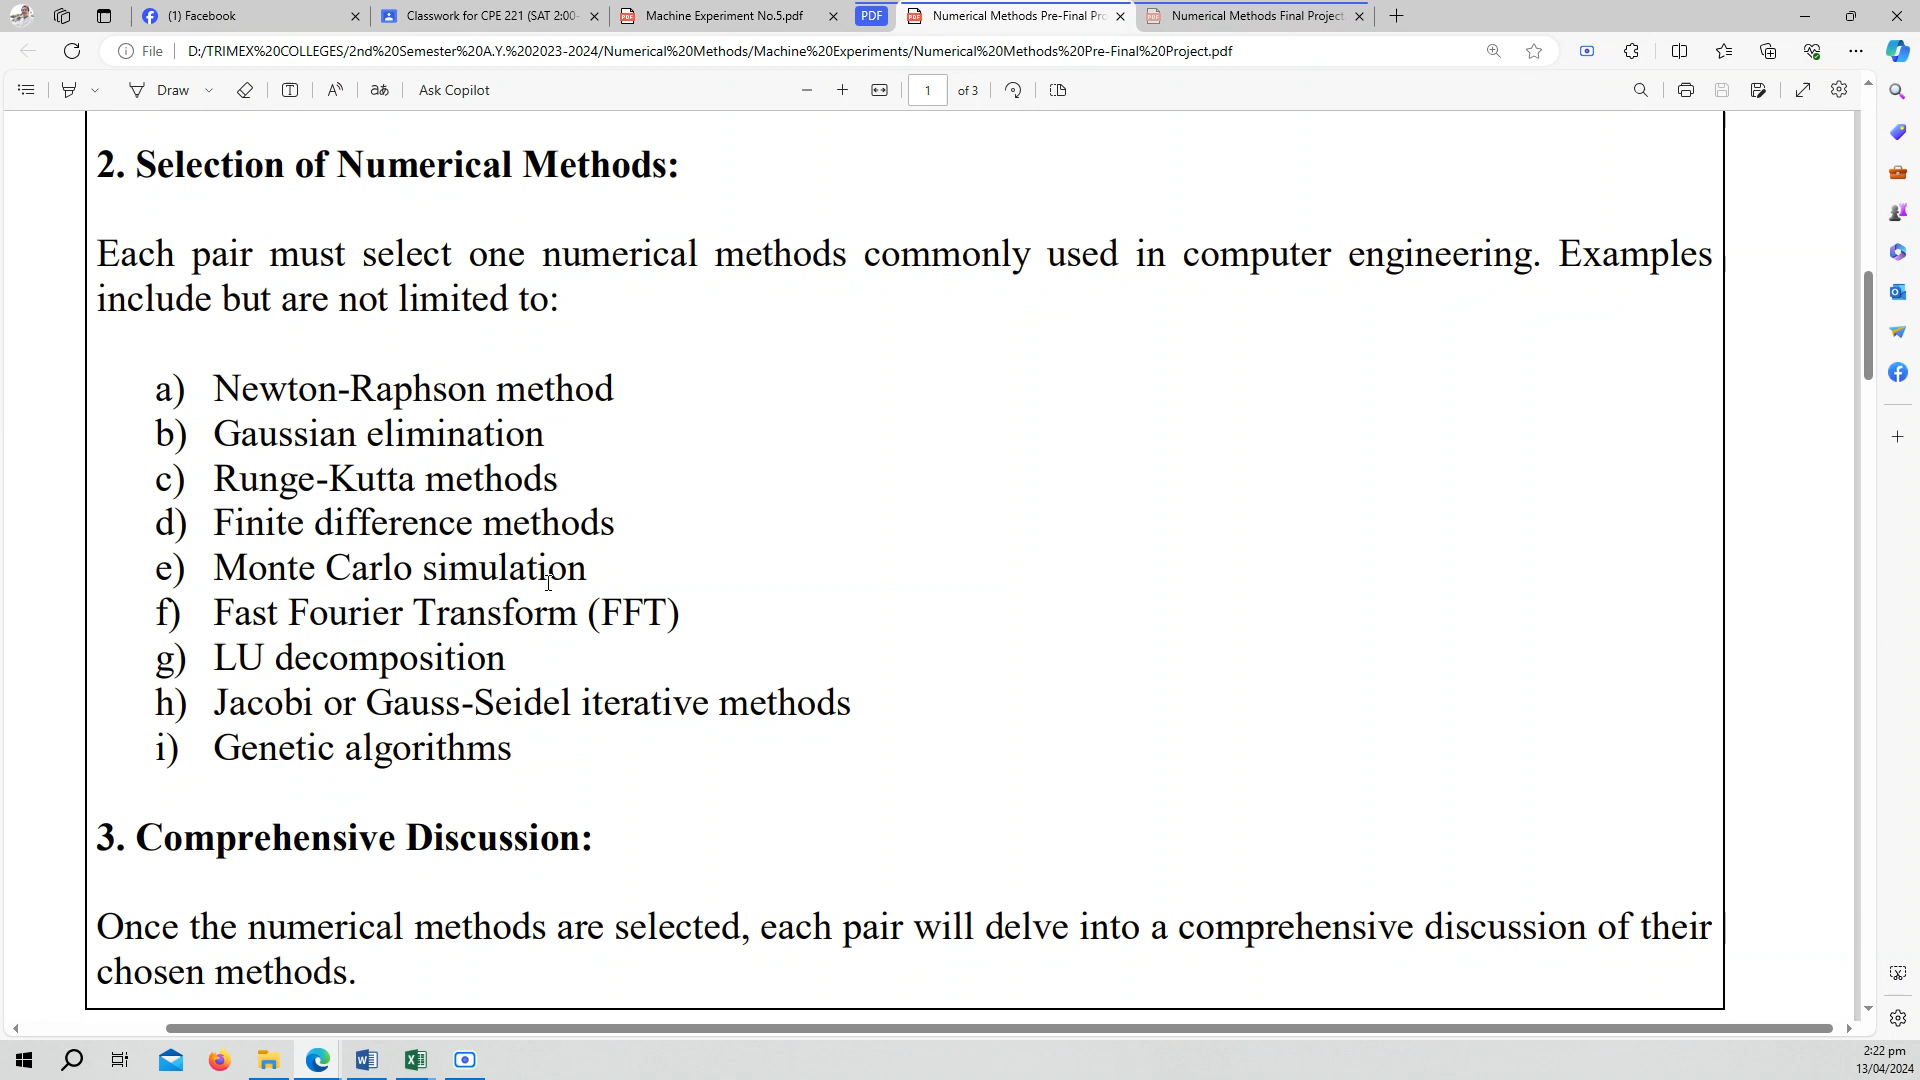 (1) Facebook
Classwork for CPE 221 (SAT 2:00-
Machine Experiment No.5.pdf
PDF
Numerical Methods Pre-Final Pro
Numerical Methods Final Project
File
D:/TRIMEX%20COLLEGES/2nd%20Semester%20A.Y.%202023-2024/Numerical%20Methods/Machine%20Experiments/Numerical%20Methods%20Pre-Final%20Project.pdf
Draw
Ask Copilot
1 of 3
2. Selection of Numerical Methods:
Each pair must select one numerical methods commonly used in computer engineering. Examples
include but are not limited to:
a) Newton-Raphson method
b) Gaussian elimination
c) Runge-Kutta methods
d) Finite difference methods
e) Monte Carlo simulation
f) Fast Fourier Transform (FFT)
g) LU decomposition
h) Jacobi or Gauss-Seidel iterative methods
i) Genetic algorithms
3. Comprehensive Discussion:
Once the numerical methods are selected, each pair will delve into a comprehensive discussion of their
chosen methods.
2:22 pm
13/04/2024